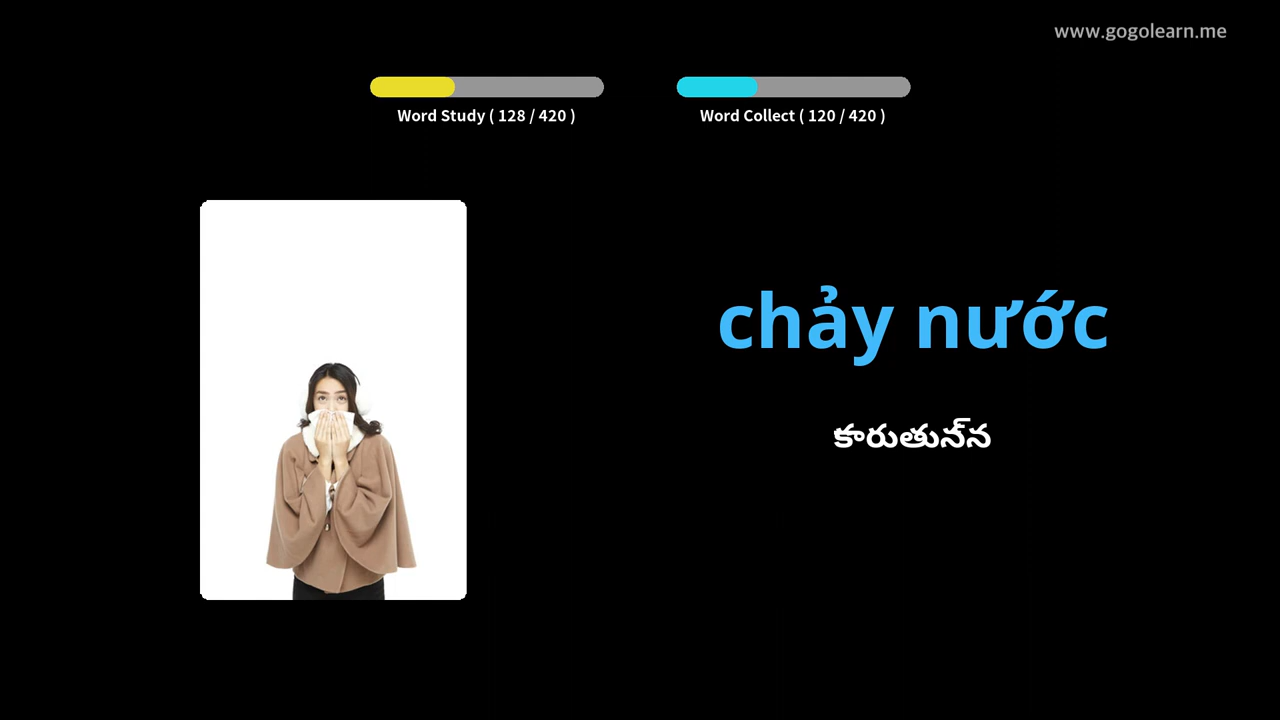 www.gogolearn.me
Word Study ( 128 / 420 )
Word Collect ( 120 / 420 )
chảy nước
కారుతున్న